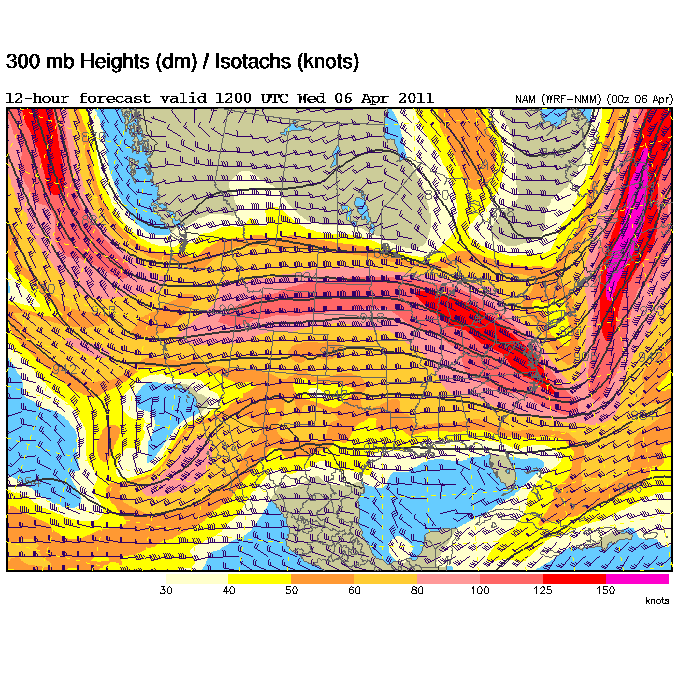 300 mb Heights (dm) / Isotachs (knots)
12-hour forecast valid 1200 UTC Wed 06 Apr 2011 NAM (WRF-NMM) (00z 06 Apr)
942
30 40 50 60 80 100 125 150
knots